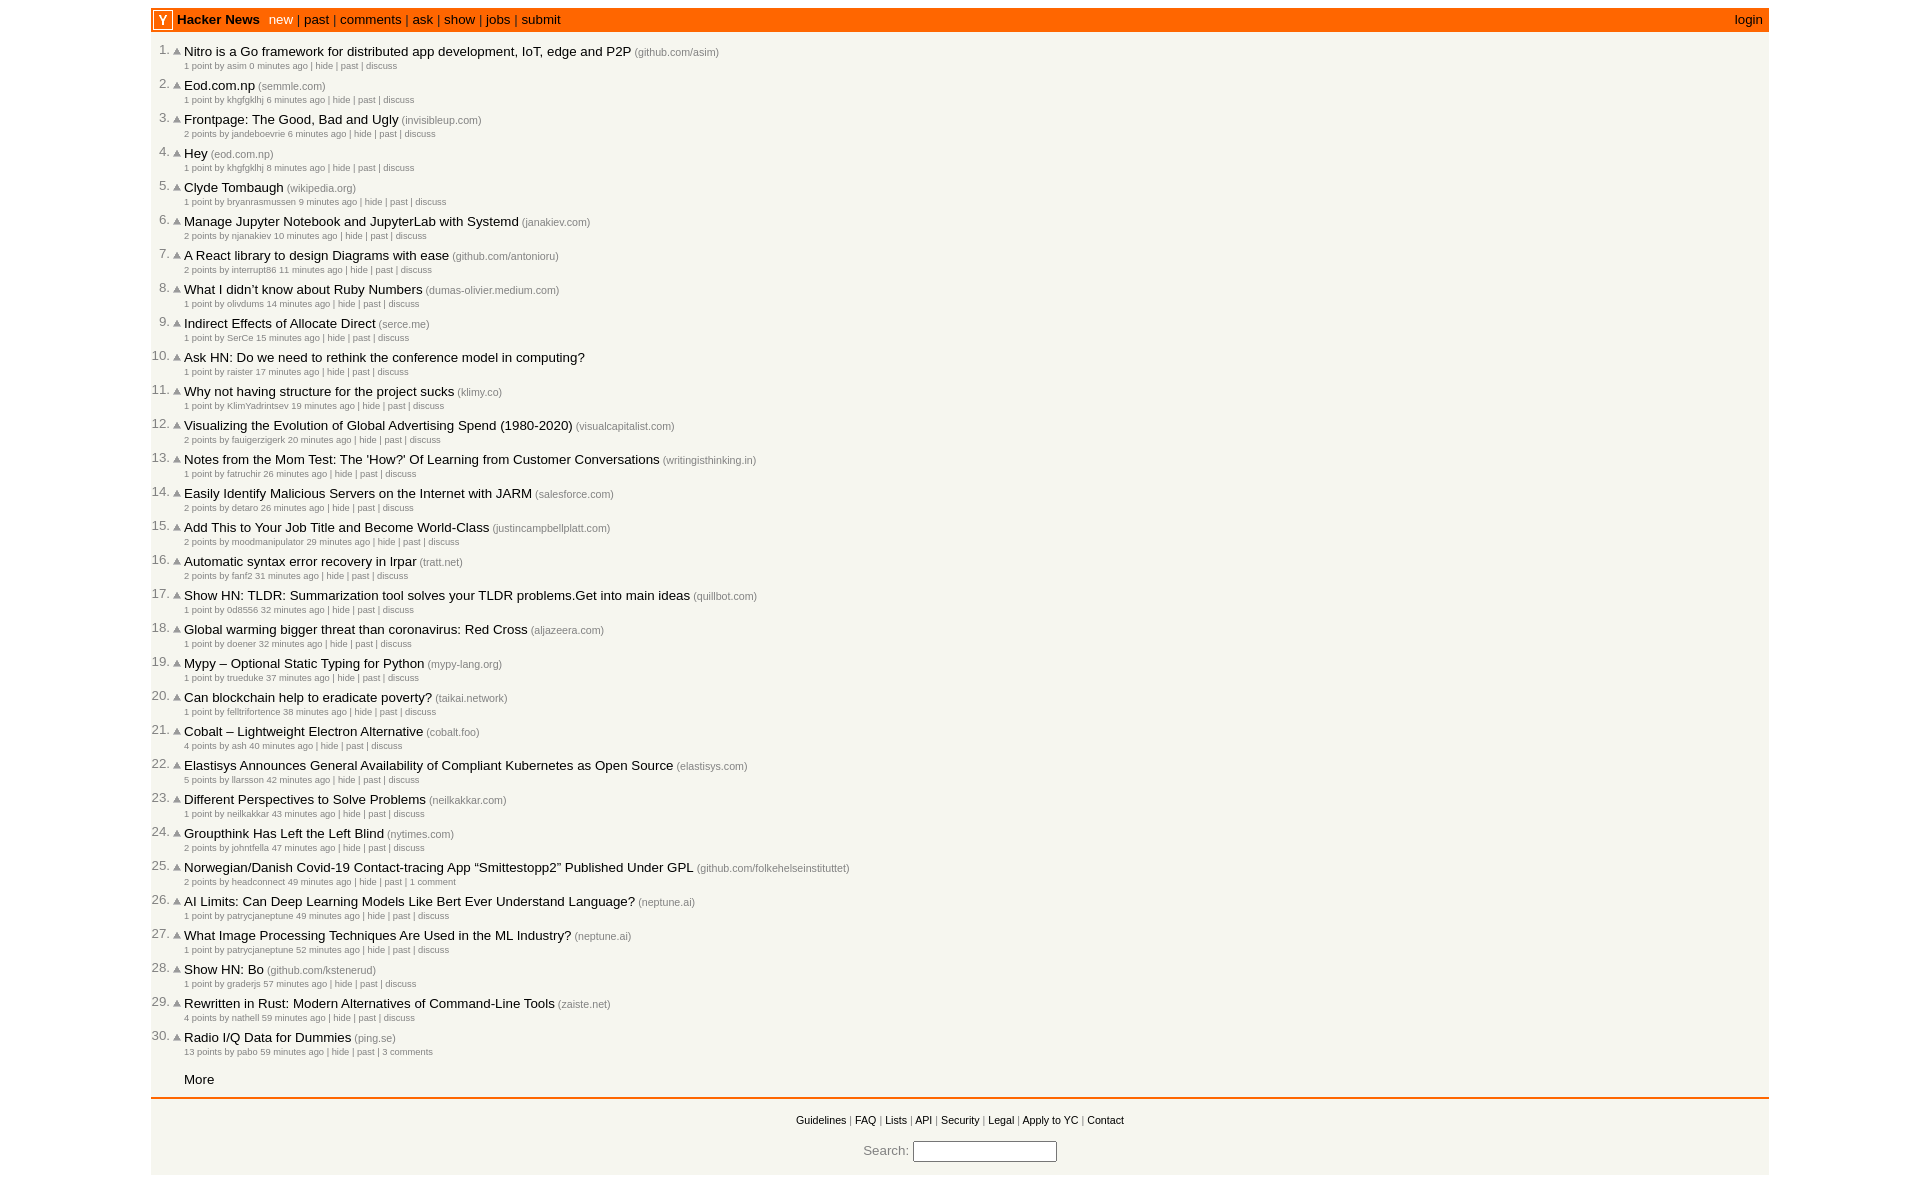 Y Hacker News new | past | comments | ask | show | jobs | submit login
1. Nitro is a Go framework for distributed app development, IoT, edge and P2P (github.com/asim)
1 point by asim 0 minutes ago | hide | past | discuss
2. Eod.com.np (semmle.com)
1 point by khgfgklhj 6 minutes ago | hide | past | discuss
3. Frontpage: The Good, Bad and Ugly (invisibleup.com)
2 points by jandeboevrie 6 minutes ago | hide | past | discuss
4. Hey (eod.com.np)
1 point by khgfgklhj 8 minutes ago | hide | past | discuss
5. Clyde Tombaugh (wikipedia.org)
1 point by bryanrasmussen 9 minutes ago | hide | past | discuss
6. Manage Jupyter Notebook and JupyterLab with Systemd (janakiev.com)
2 points by njanakiev 10 minutes ago | hide | past | discuss
7. A React library to design Diagrams with ease (github.com/antonioru)
2 points by interrupt86 11 minutes ago | hide | past | discuss
8. What I didn’t know about Ruby Numbers (dumas-olivier.medium.com)
1 point by olivdums 14 minutes ago | hide | past | discuss
9. Indirect Effects of Allocate Direct (serce.me)
1 point by SerCe 15 minutes ago | hide | past | discuss
10. Ask HN: Do we need to rethink the conference model in computing?
1 point by raister 17 minutes ago | hide | past | discuss
11. Why not having structure for the project sucks (klimy.co)
1 point by KlimYadrintsev 19 minutes ago | hide | past | discuss
12. Visualizing the Evolution of Global Advertising Spend (1980-2020) (visualcapitalist.com)
2 points by fauigerzigerk 20 minutes ago | hide | past | discuss
13. Notes from the Mom Test: The 'How?' Of Learning from Customer Conversations (writingisthinking.in)
1 point by fatruchir 26 minutes ago | hide | past | discuss
14. Easily Identify Malicious Servers on the Internet with JARM (salesforce.com)
2 points by detaro 26 minutes ago | hide | past | discuss
15. Add This to Your Job Title and Become World-Class (justincampbellplatt.com)
2 points by moodmanipulator 29 minutes ago | hide | past | discuss
16. Automatic syntax error recovery in lrpar (tratt.net)
2 points by fanf2 31 minutes ago | hide | past | discuss
17. Show HN: TLDR: Summarization tool solves your TLDR problems.Get into main ideas (quillbot.com)
1 point by 0d8556 32 minutes ago | hide | past | discuss
18. Global warming bigger threat than coronavirus: Red Cross (aljazeera.com)
1 point by doener 32 minutes ago | hide | past | discuss
19. Mypy – Optional Static Typing for Python (mypy-lang.org)
1 point by trueduke 37 minutes ago | hide | past | discuss
20. Can blockchain help to eradicate poverty? (taikai.network)
1 point by felltrifortence 38 minutes ago | hide | past | discuss
21. Cobalt – Lightweight Electron Alternative (cobalt.foo)
4 points by ash 40 minutes ago | hide | past | discuss
22. Elastisys Announces General Availability of Compliant Kubernetes as Open Source (elastisys.com)
5 points by llarsson 42 minutes ago | hide | past | discuss
23. Different Perspectives to Solve Problems (neilkakkar.com)
1 point by neilkakkar 43 minutes ago | hide | past | discuss
24. Groupthink Has Left the Left Blind (nytimes.com)
2 points by johntfella 47 minutes ago | hide | past | discuss
25. Norwegian/Danish Covid-19 Contact-tracing App “Smittestopp2” Published Under GPL (github.com/folkehelseinstituttet)
2 points by headconnect 49 minutes ago | hide | past | 1 comment
26. AI Limits: Can Deep Learning Models Like Bert Ever Understand Language? (neptune.ai)
1 point by patrycjaneptune 49 minutes ago | hide | past | discuss
27. What Image Processing Techniques Are Used in the ML Industry? (neptune.ai)
1 point by patrycjaneptune 52 minutes ago | hide | past | discuss
28. Show HN: Bo (github.com/kstenerud)
1 point by graderjs 57 minutes ago | hide | past | discuss
29. Rewritten in Rust: Modern Alternatives of Command-Line Tools (zaiste.net)
4 points by nathell 59 minutes ago | hide | past | discuss
30. Radio I/Q Data for Dummies (ping.se)
13 points by pabo 59 minutes ago | hide | past | 3 comments
More
Guidelines | FAQ | Lists | API | Security | Legal | Apply to YC | Contact
Search: